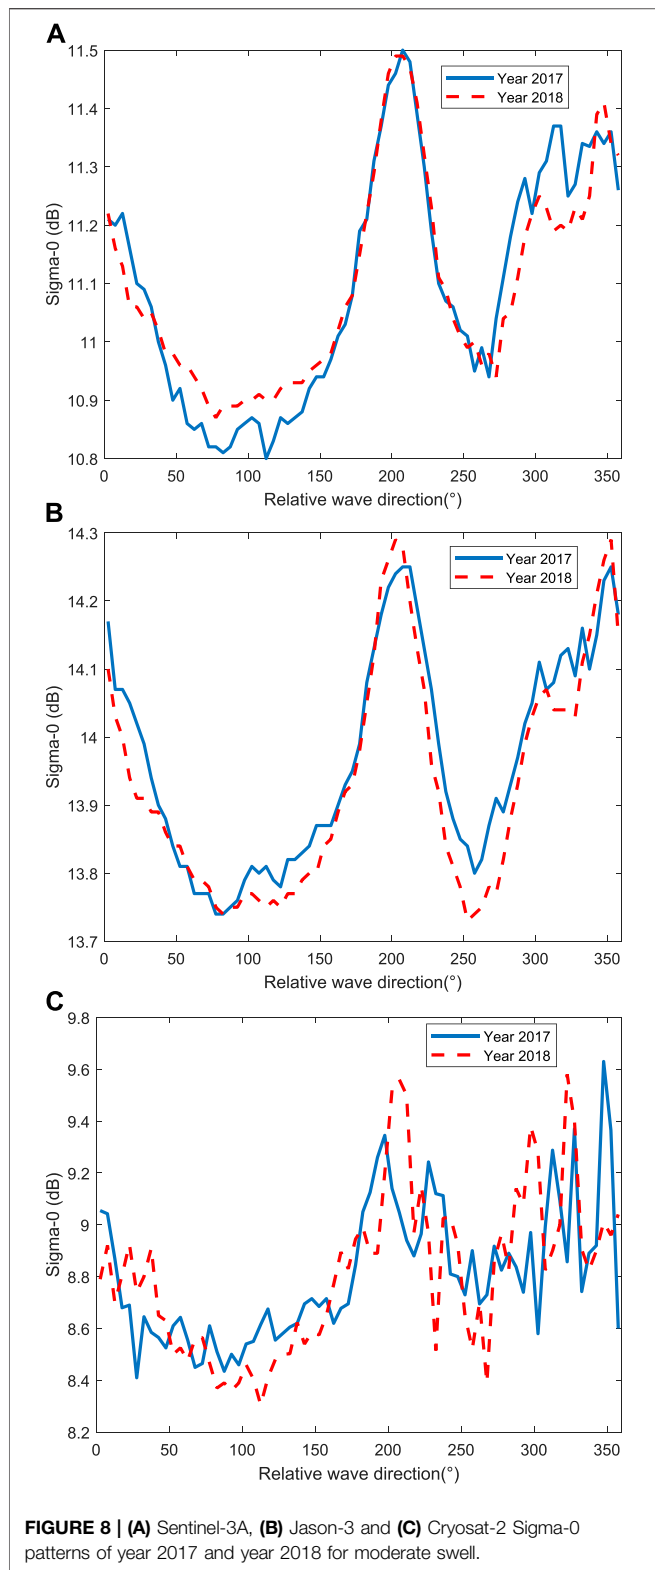 A
11.5
11.4
11.3
11.2
11.1
11
10.9
10.8
Sigma-0 (dB)
Year 2017
Year 2018
0 50 100 150 200 250 300 350
Relative wave direction(°)
B
14.3
14.2
14.1
14
13.9
13.8
13.7
Sigma-0 (dB)
Year 2017
Year 2018
0 50 100 150 200 250 300 350
Relative wave direction(°)
C
9.8
9.6
9.4
9.2
9
8.8
8.6
8.4
8.2
Sigma-0 (dB)
Year 2017
Year 2018
0 50 100 150 200 250 300 350
Relative wave direction(°)
FIGURE 8 | (A) Sentinel-3A, (B) Jason-3 and (C) Cryosat-2 Sigma-0
patterns of year 2017 and year 2018 for moderate swell.